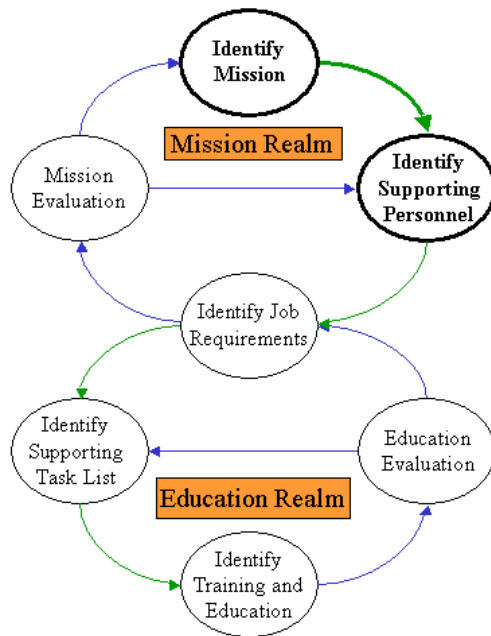 Identify
Mission
Mission Realm
Mission
Evaluation
Identify
Supporting
Personnel
Identify Job
Requirements
Identify
Supporting
Task List
Education
Evaluation
Education Realm
Identify
Training and
Education